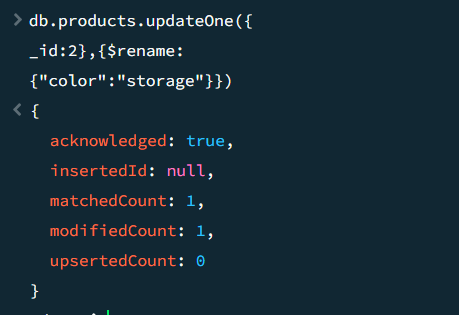 > db.products.updateOne({
_id:2},{$rename:
{"color":"storage"}})
< {
acknowledged: true,
insertedId: null,
matchedCount: 1,
modifiedCount: 1,
upsertedCount: 0
}